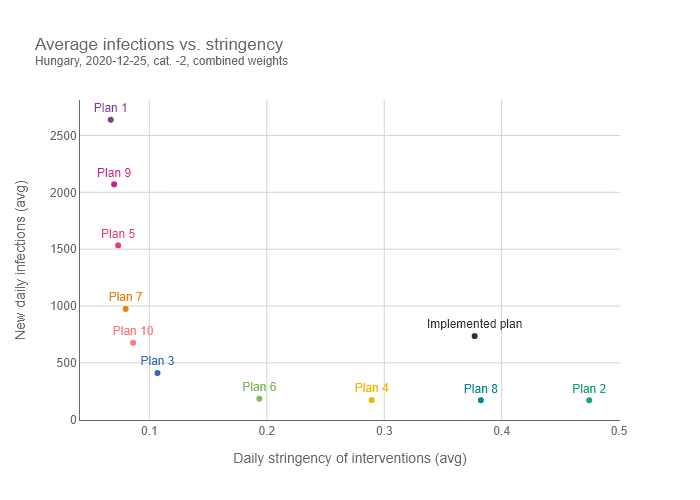 Average infections vs. stringency
Hungary, 2020-12-25, cat. -2, combined weights
Plan 1
2500
Plan 9
2000
Plan 5
1500
Plan 7
1000
Plan 10
Implemented plan
Plan 3
500
Plan 6
Plan 4
Plan 8
Plan 2
0
0.1
0.2
0.3
0.4
0.5
New daily infections (avg)
Daily stringency of interventions (avg)